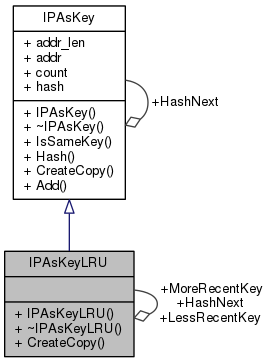 IPAsKey
+ addr_len
+ addr
+ count
+ hash
+ IPAsKey()
+ ~IPAsKey()
+ IsSameKey()
+ Hash()
+ CreateCopy()
+ Add()
+HashNext
IPAsKeyLRU
+ IPAsKeyLRU()
+ ~IPAsKeyLRU()
+ CreateCopy()
+MoreRecentKey
+HashNext
+LessRecentKey